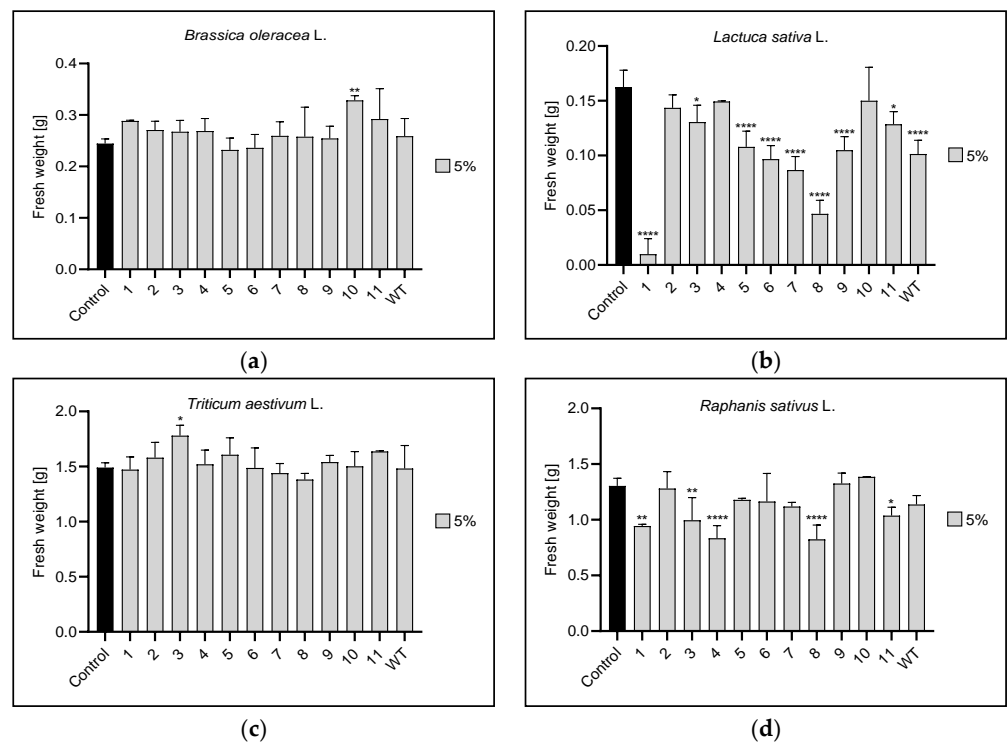 Brassica oleracea L.
Fresh weight [g]
0.4
0.3
0.2
0.1
0.0
**
5%
Control 1 2 3 4 5 6 7 8 9 10 11 WT
(a)
Lactuca sativa L.
Fresh weight [g]
0.20
0.15
0.10
0.05
0.00
**** * **** **** **** **** **** * ****
5%
Control 1 2 3 4 5 6 7 8 9 10 11 WT
(b)
Triticum aestivum L.
Fresh weight [g]
2.0
1.5
1.0
0.5
0.0
*
5%
Control 1 2 3 4 5 6 7 8 9 10 11 WT
(c)
Raphanis sativus L.
Fresh weight [g]
2.0
1.5
1.0
0.5
0.0
** ** **** **** *
5%
Control 1 2 3 4 5 6 7 8 9 10 11 WT
(d)